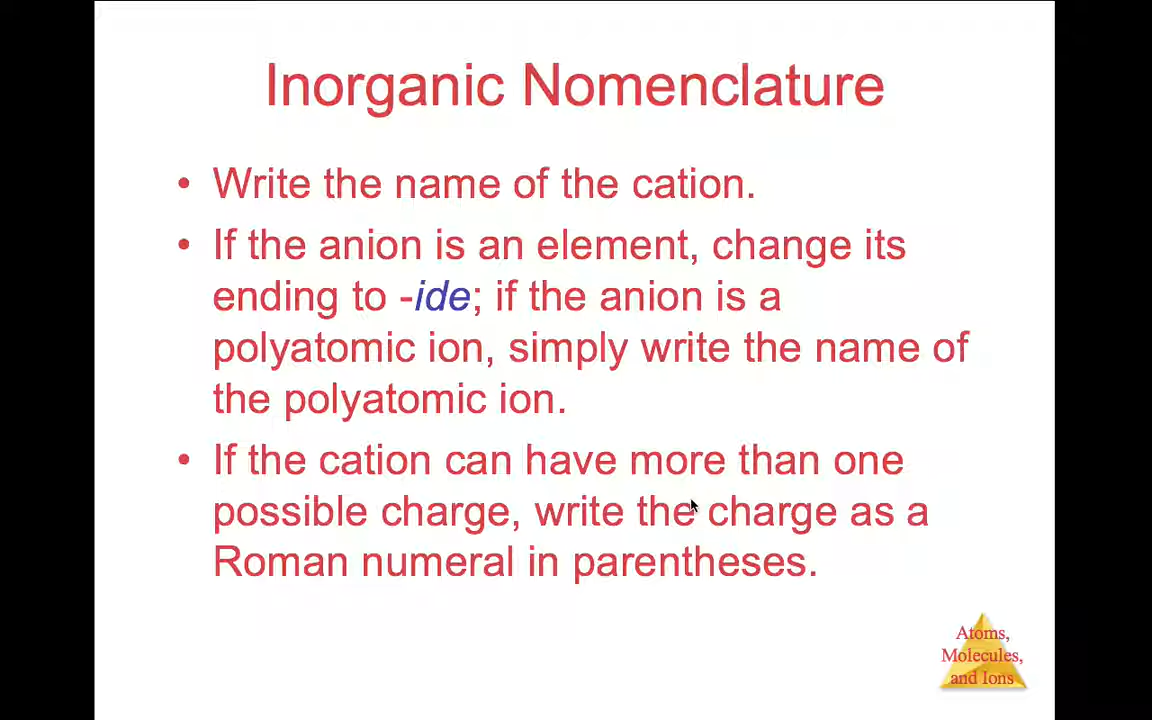 Inorganic Nomenclature
• Write the name of the cation.
• If the anion is an element, change its
ending to -ide; if the anion is a
polyatomic ion, simply write the name of
the polyatomic ion.
• If the cation can have more than one
possible charge, write the charge as a
Roman numeral in parentheses.
Atoms,
Molecules,
and Ions